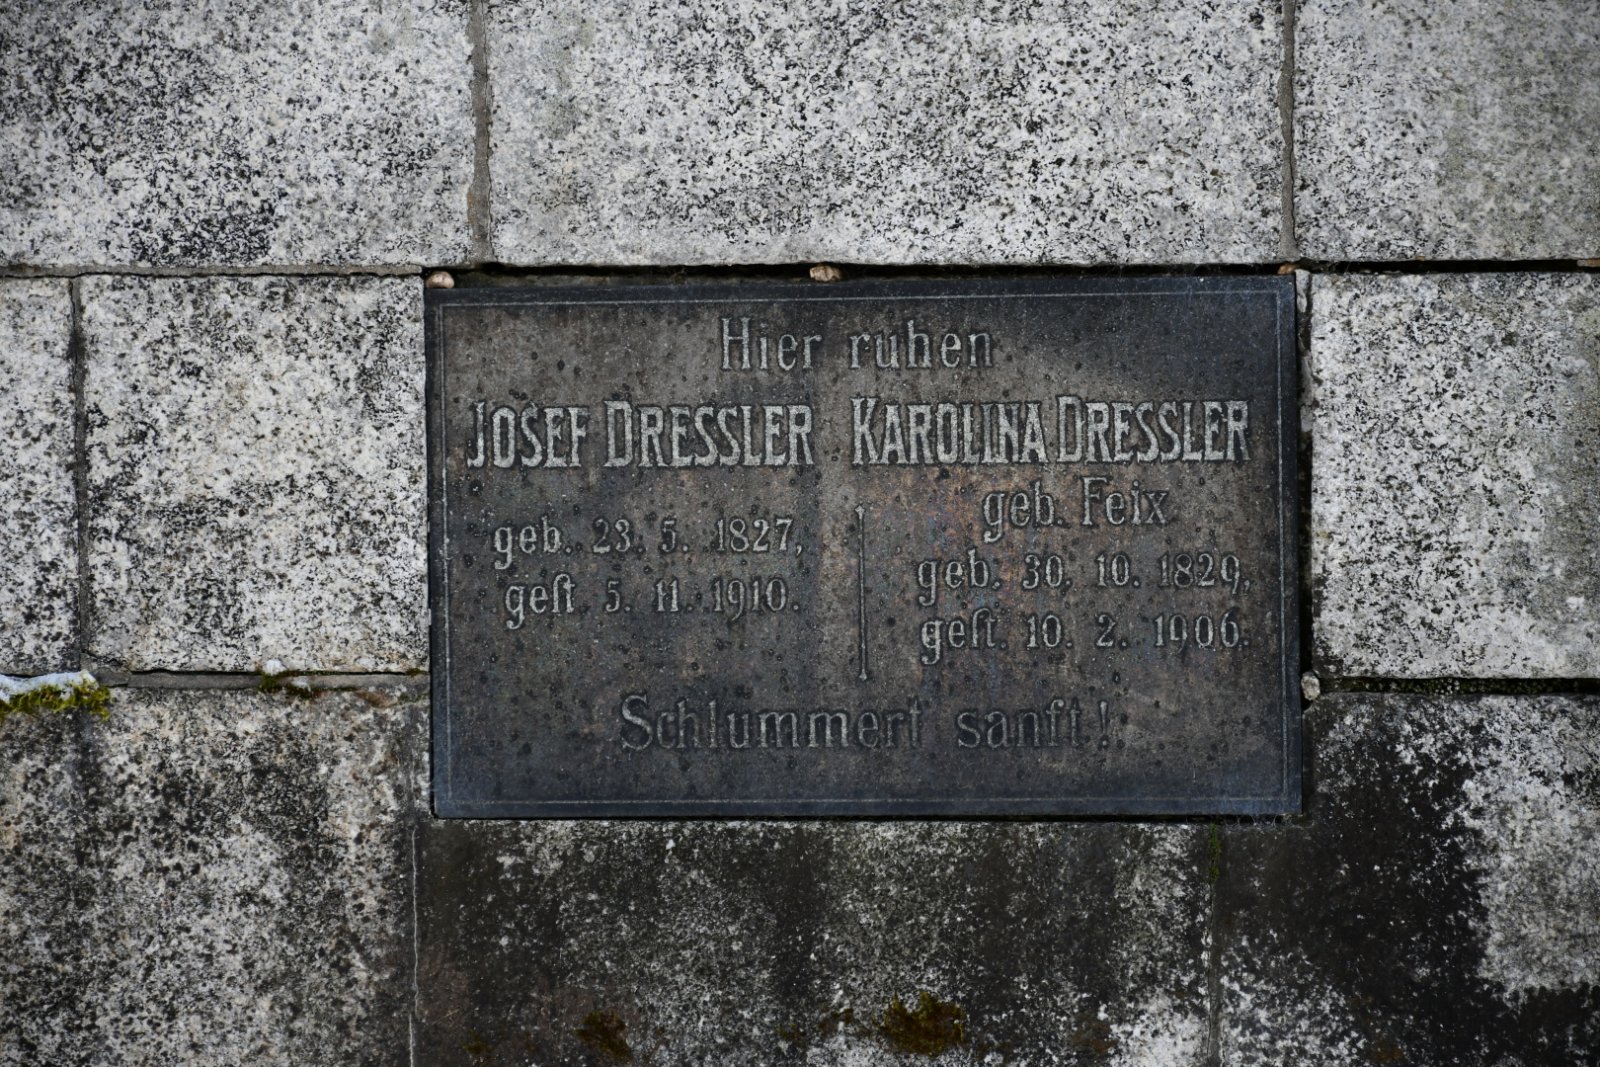 Hier ruhen
JOSEF DRESSLER
geb. 23. 5. 1827,
geſt. 5. 11. 1910.
KAROLINA DRESSLER
geb. Feix
geb. 30. 10. 1829,
geſt. 10. 2. 1906.
Schlummert sanft!